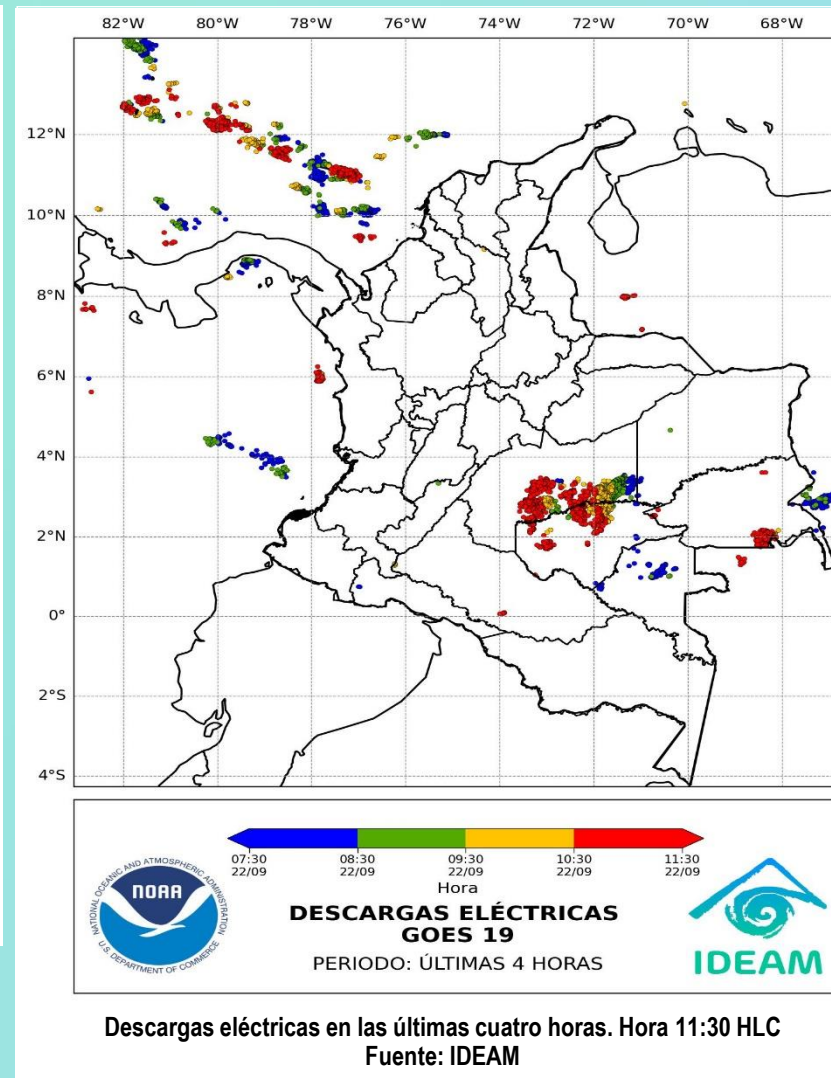 82°W 80°W 78°W 76°W 74°W 72°W 70°W 68°W
12°N
10°N
8°N
6°N
4°N
2°N
0°
2°S
4°S
07:30 08:30 09:30 10:30 11:30
22/09 22/09 22/09 22/09 22/09
Hora
DESCARGAS ELÉCTRICAS
GOES 19
PERIODO: ÚLTIMAS 4 HORAS
NATIONAL OCEANIC AND ATMOSPHERIC ADMINISTRATION
NOAA
U.S. DEPARTMENT OF COMMERCE
IDEAM
Descargas eléctricas en las últimas cuatro horas. Hora 11:30 HLC
Fuente: IDEAM